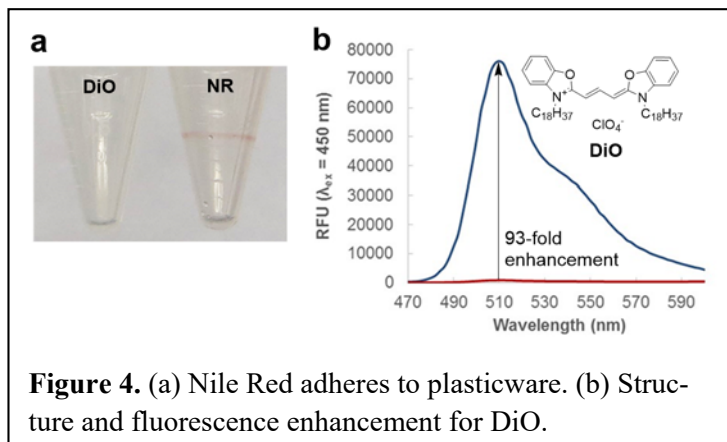 a
DiO
NR
b
80000
70000
60000
50000
40000
30000
20000
10000
0
RFU (λex = 450 nm)
470 490 510 530 550 570 590
Wavelength (nm)
93-fold
enhancement
O O
N+ N
C18H37 C18H37
ClO4-
DiO
Figure 4. (a) Nile Red adheres to plasticware. (b) Struc-
ture and fluorescence enhancement for DiO.